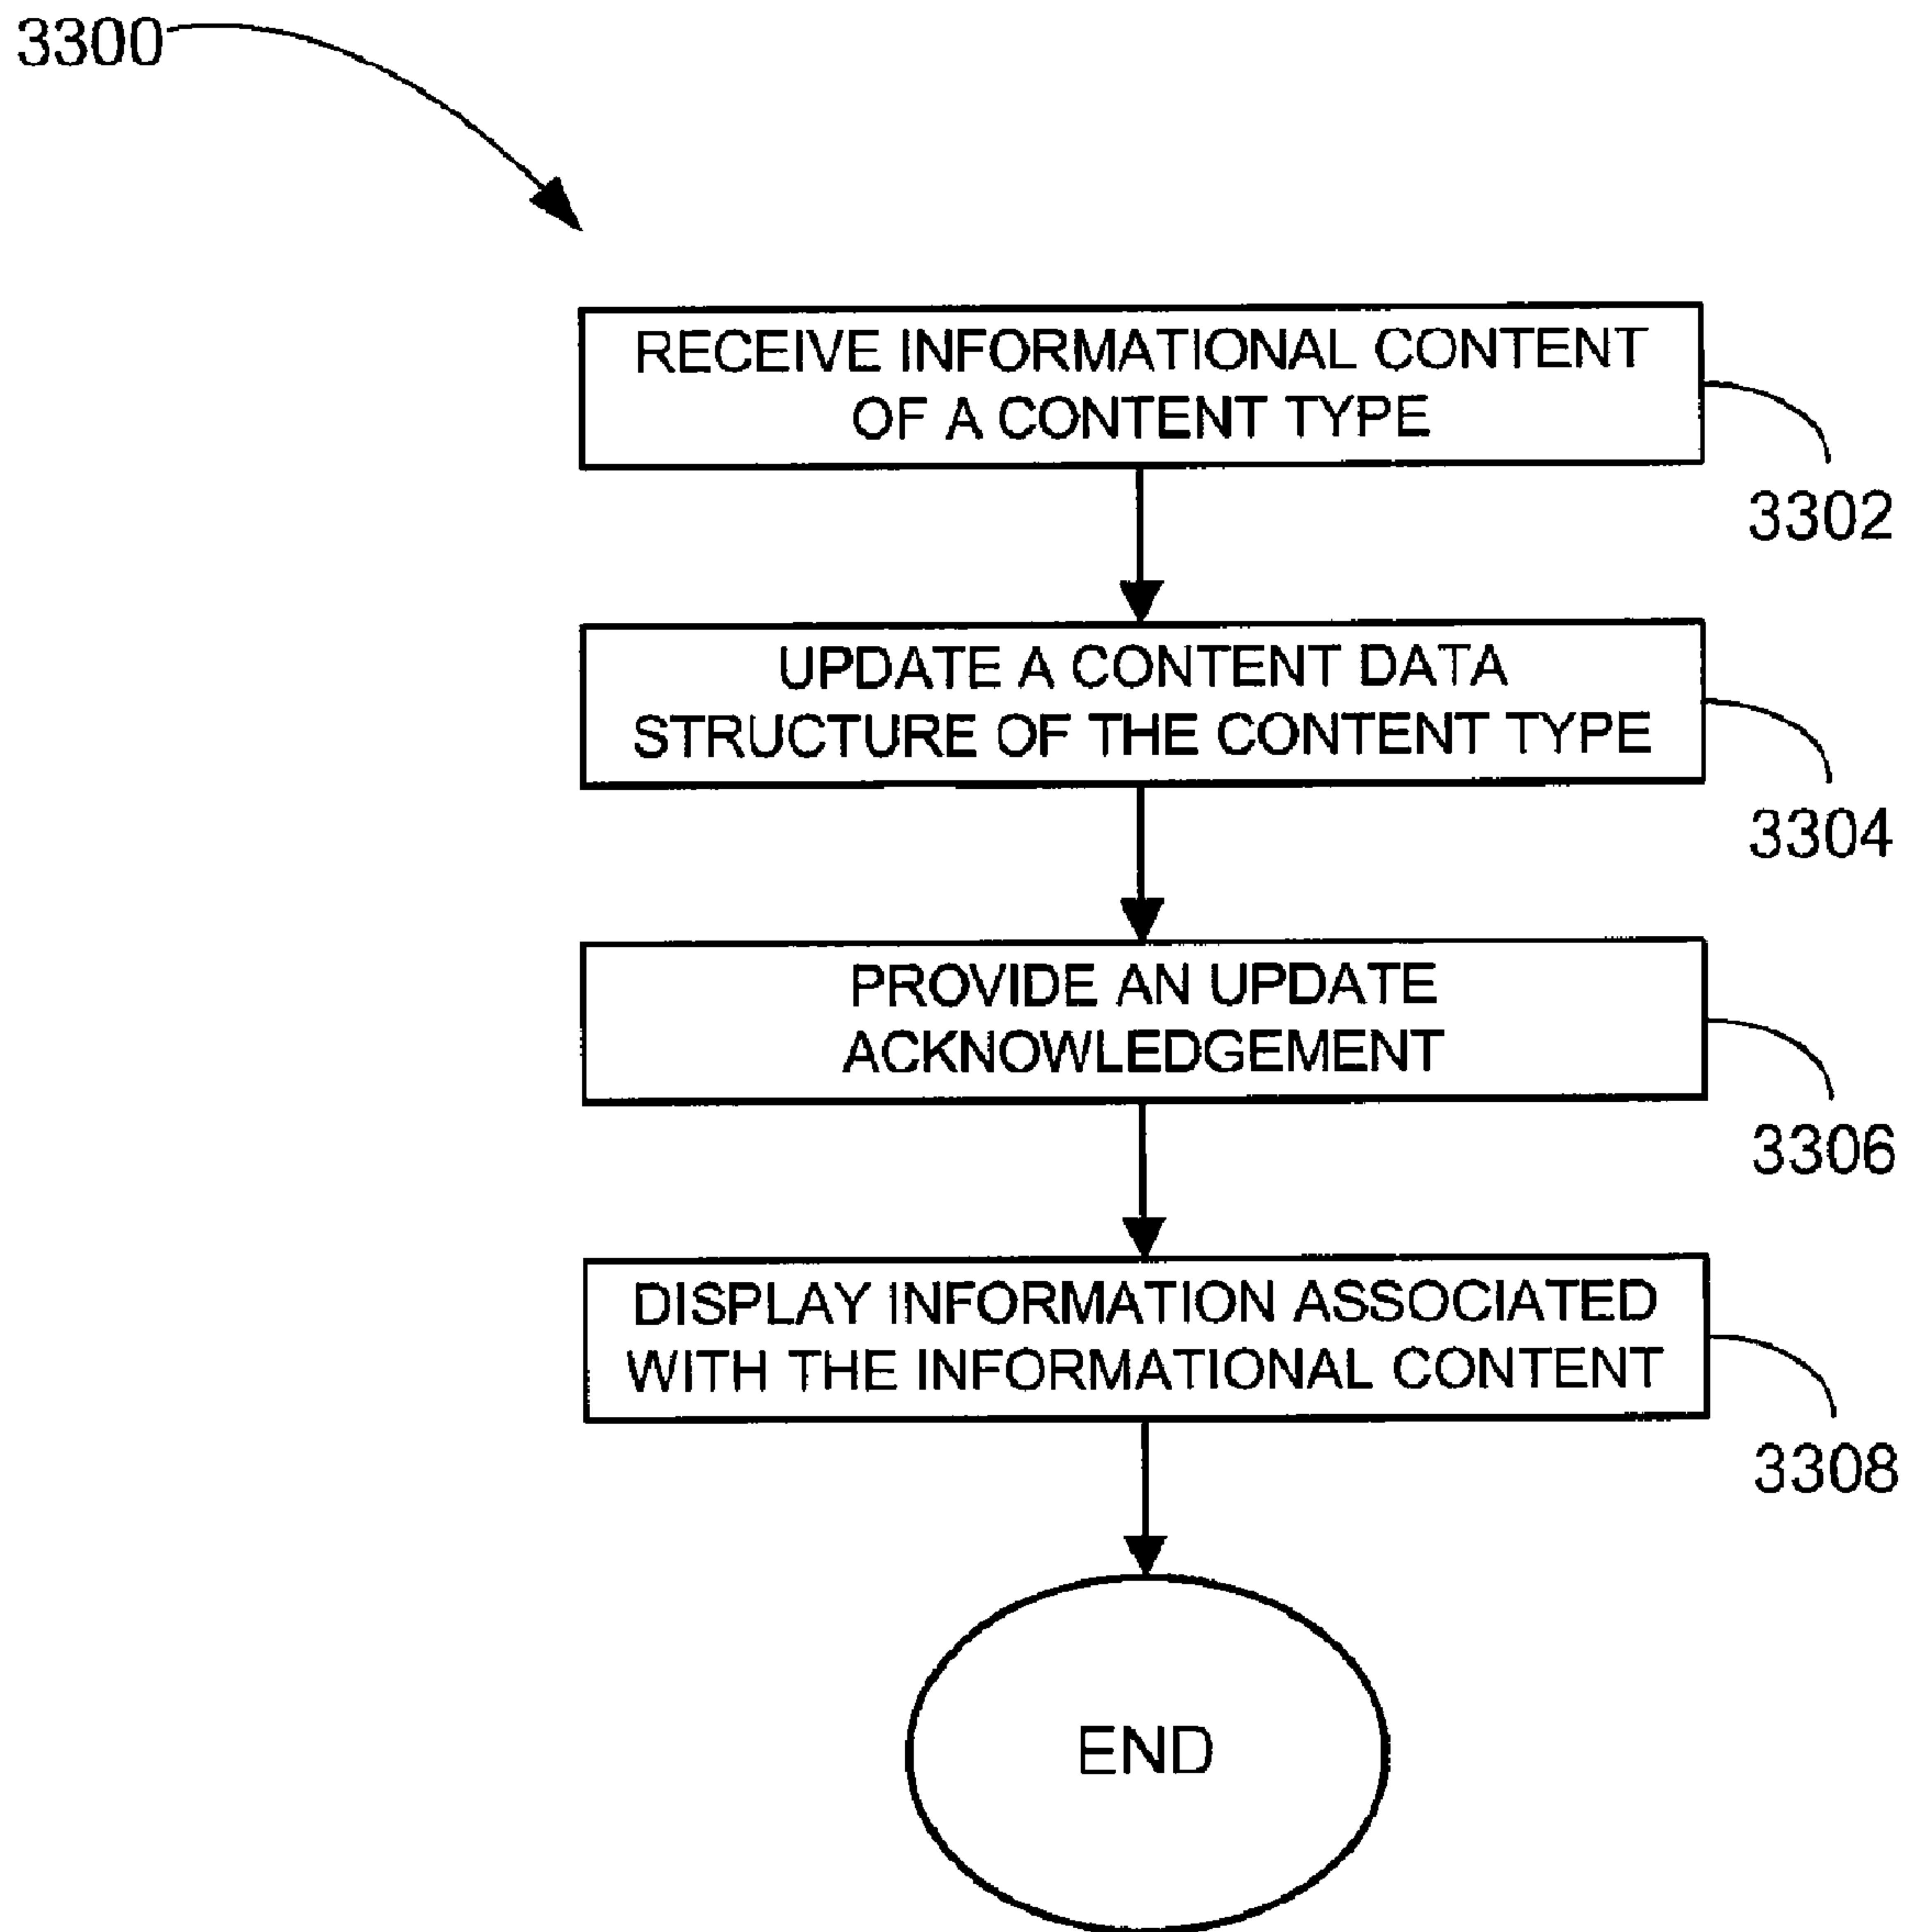 3300
RECEIVE INFORMATIONAL CONTENT
OF A CONTENT TYPE
3302
UPDATE A CONTENT DATA
STRUCTURE OF THE CONTENT TYPE
3304
PROVIDE AN UPDATE
ACKNOWLEDGEMENT
3306
DISPLAY INFORMATION ASSOCIATED
WITH THE INFORMATIONAL CONTENT
3308
END